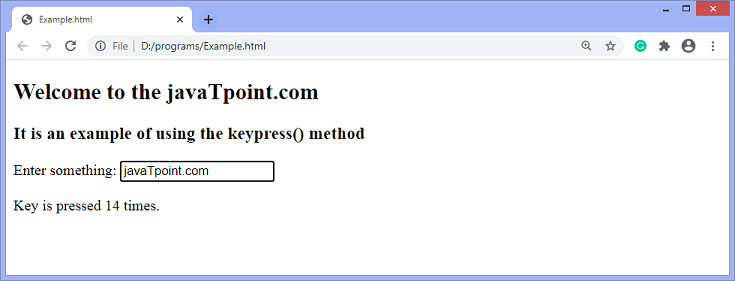 Example.html
File | D:/programs/Example.html
Welcome to the javaTpoint.com
It is an example of using the keypress() method
Enter something: javaTpoint.com
Key is pressed 14 times.